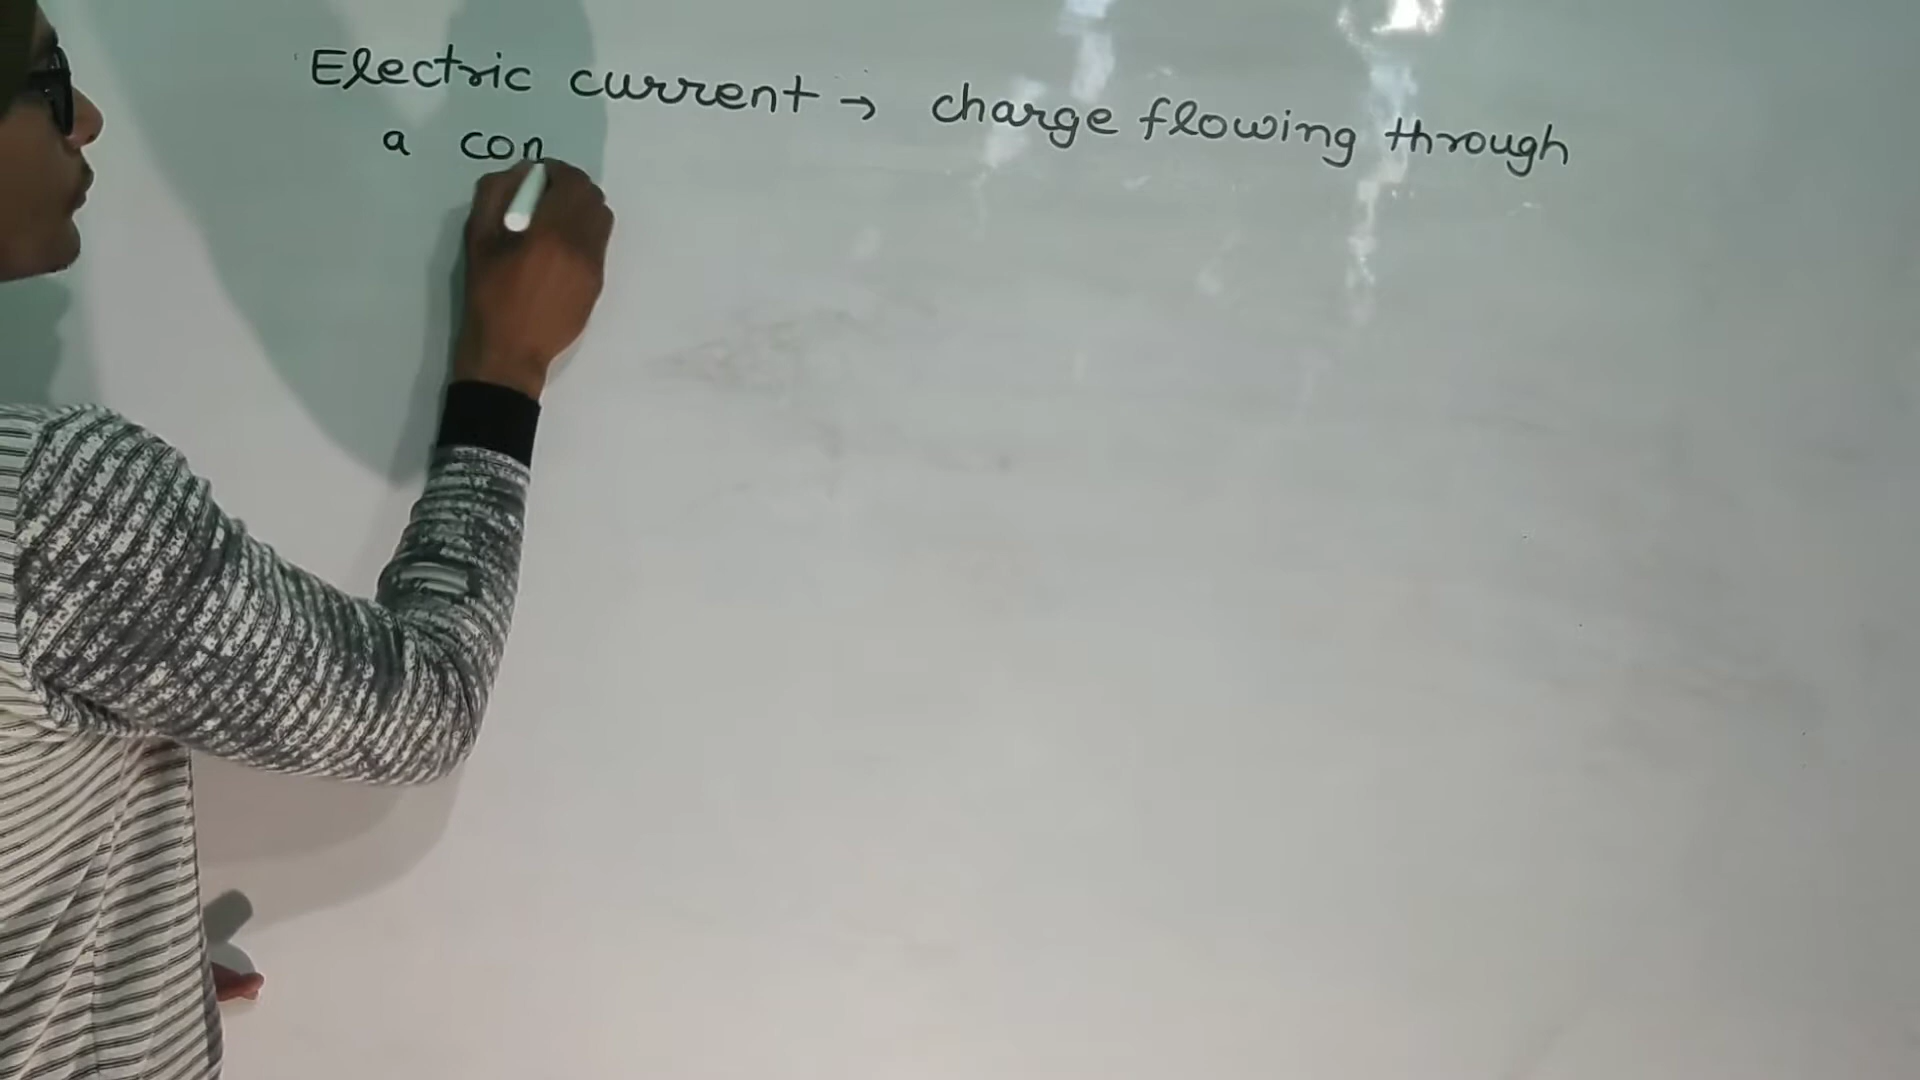 Electric current → charge flowing through
a con